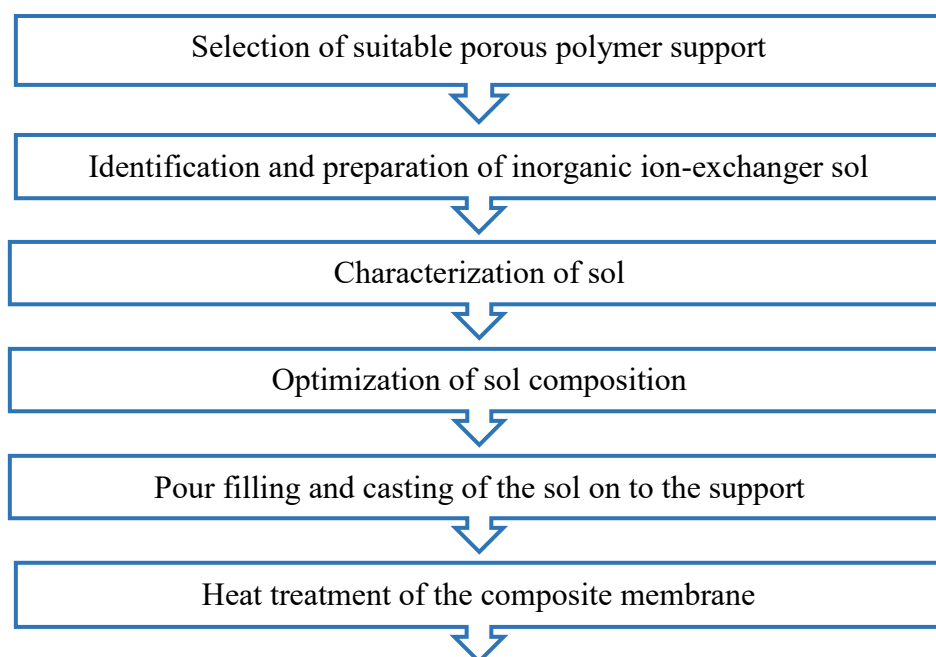 Selection of suitable porous polymer support
Identification and preparation of inorganic ion-exchanger sol
Characterization of sol
Optimization of sol composition
Pour filling and casting of the sol on to the support
Heat treatment of the composite membrane